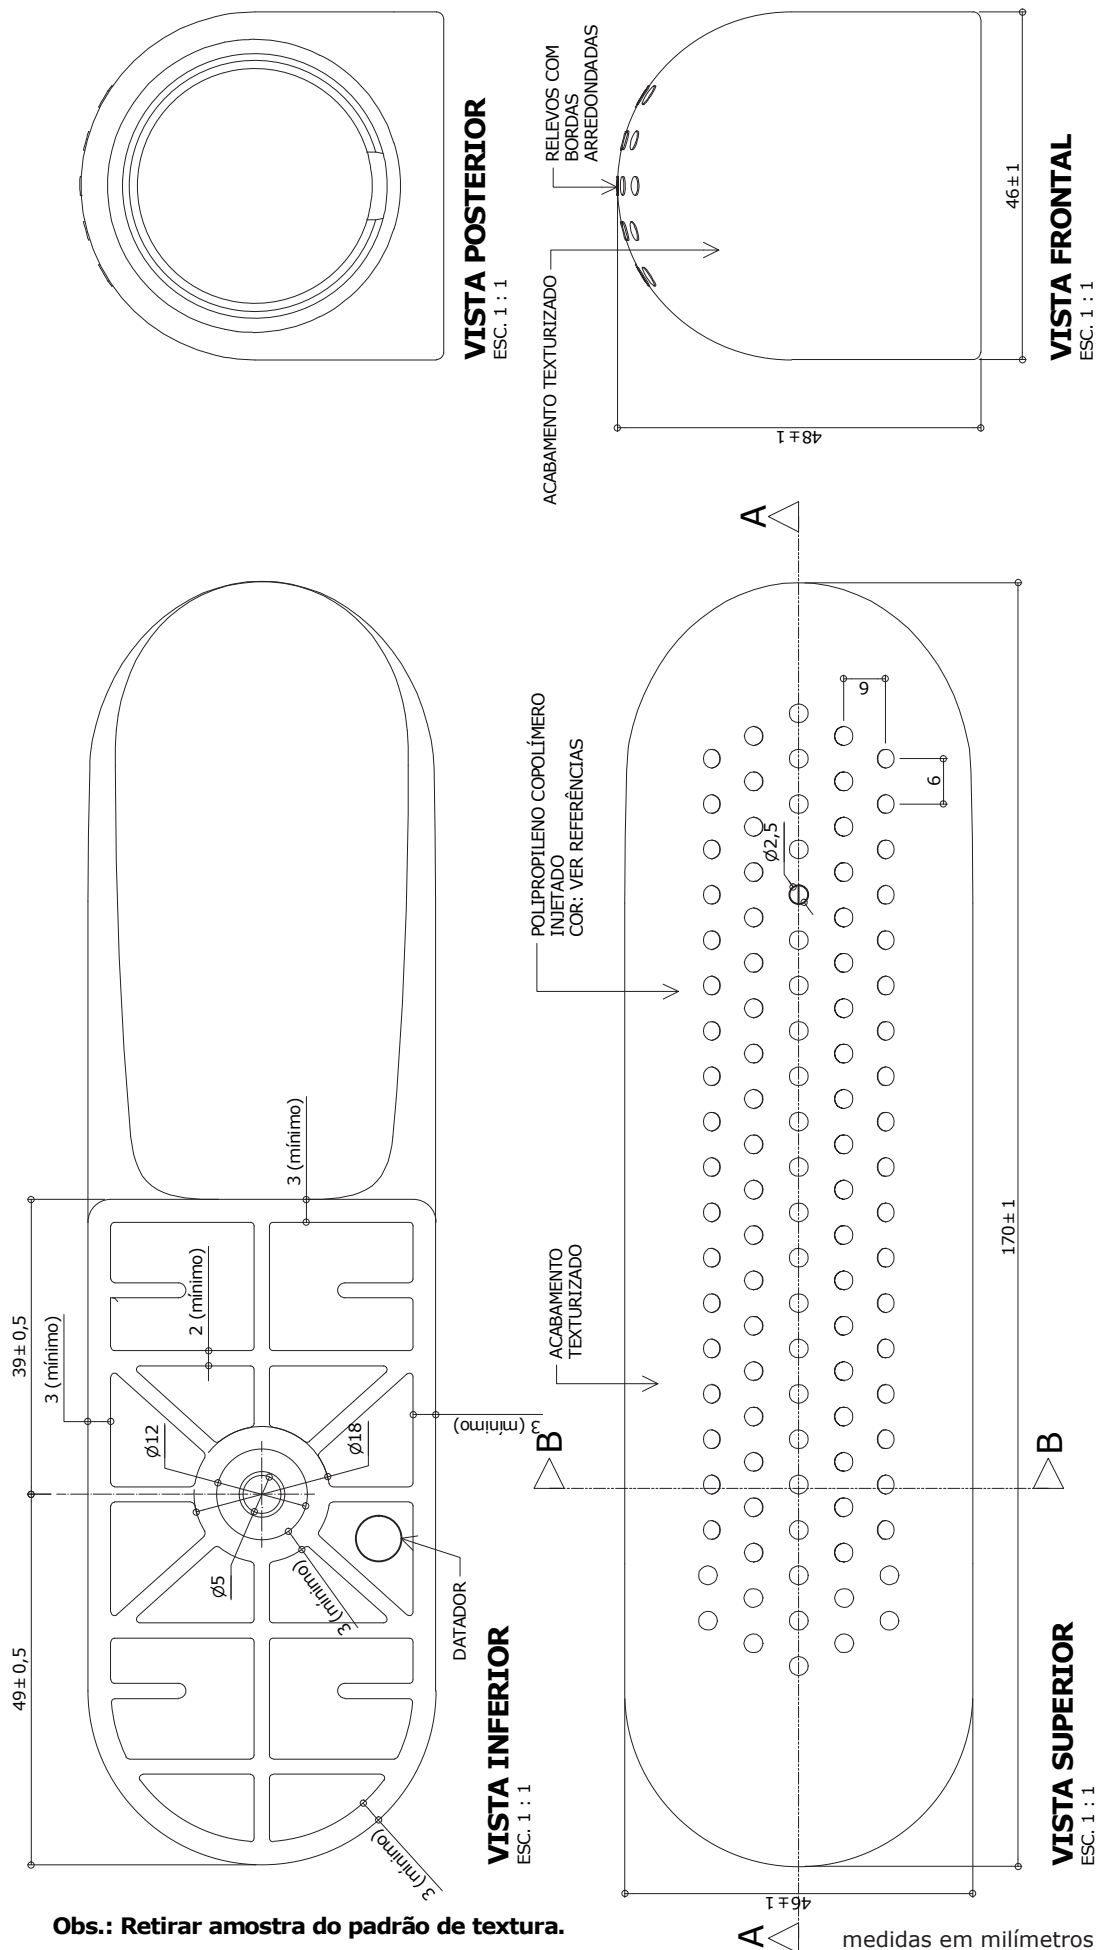 VISTA POSTERIOR
ESC. 1 : 1
RELEVOS COM
BORDAS
ARREDONDADAS
ACABAMENTO TEXTURIZADO
48±1
46±1
VISTA FRONTAL
ESC. 1 : 1
39±0,5
49±0,5
3 (mínimo)
2 (mínimo)
3 (mínimo)
Ø12
Ø18
Ø5
3 (mínimo)
3 (mínimo)
3 (mínimo)
DATADOR
VISTA INFERIOR
ESC. 1 : 1
POLIPROPILENO COPOLÍMERO
INJETADO
COR: VER REFERÊNCIAS
ACABAMENTO
TEXTURIZADO
Ø2,5
6
6
170±1
46±1
A
A
B
B
VISTA SUPERIOR
ESC. 1 : 1
Obs.: Retirar amostra do padrão de textura.
medidas em milímetros